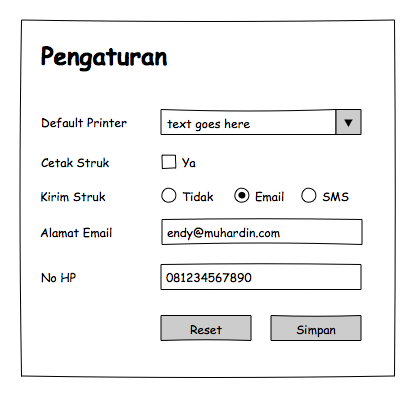 Pengaturan
Default Printer text goes here
Cetak Struk Ya
Kirim Struk Tidak Email SMS
Alamat Email endy@muhardin.com
No HP 081234567890
Reset Simpan